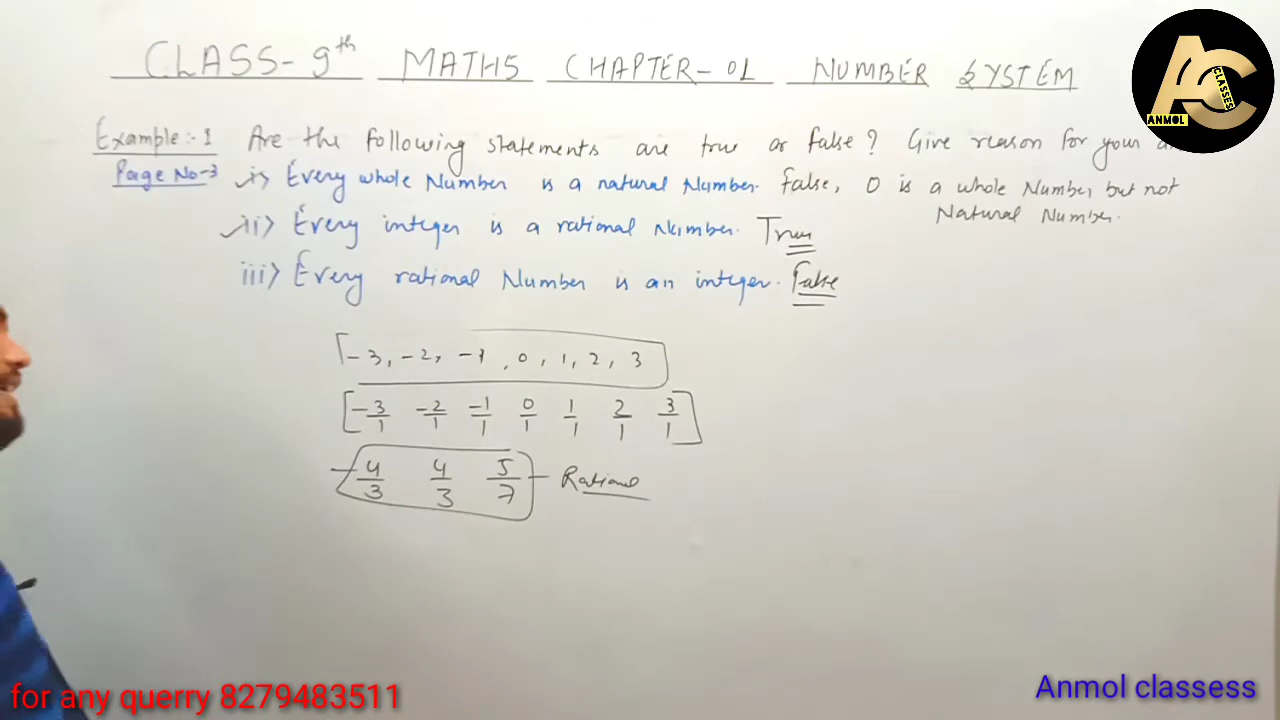 CLASS-9th MATHS CHAPTER-01 NUMBER SYSTEM
Example:-1 Are the following statements are true or false? Give reason for your
Page No-3 i> Every whole Number is a natural Number. False, 0 is a whole Number but not
Natural Number.
ii> Every integer is a rational Number. True
iii> Every rational Number is an integer. False
-3, -2, -1, 0, 1, 2, 3
-3/1 -2/1 -1/1 0/1 1/1 2/1 3/1
-4/3 4/3 5/7 - Rational
AC
CLASSES
ANMOL
for any querry 8279483511
Anmol classess